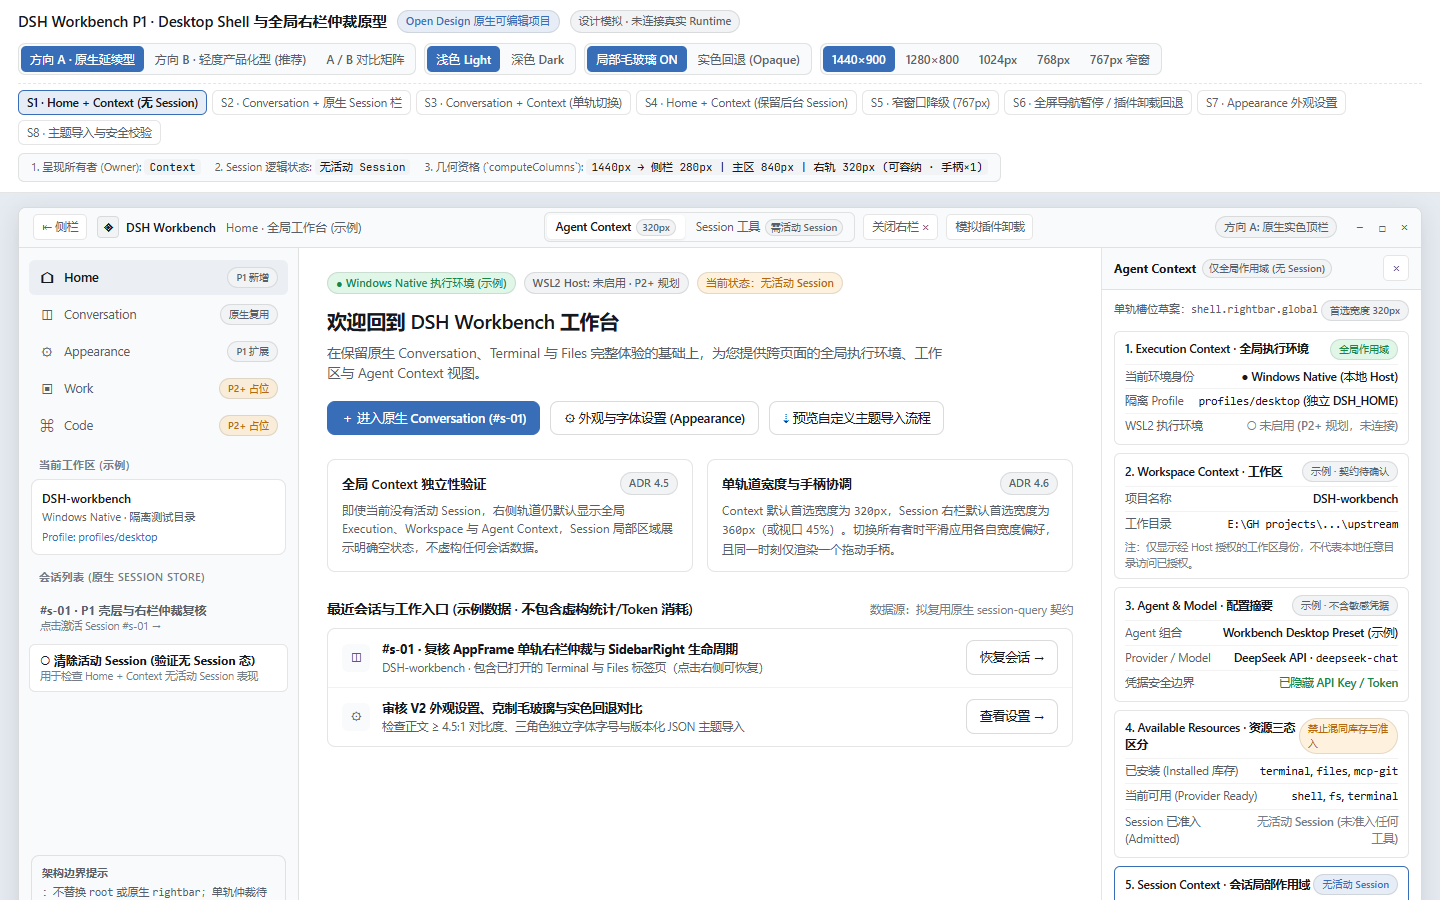 DSH Workbench P1 · Desktop Shell 与全局右栏仲裁原型
Open Design 原生可编辑项目
设计模拟 · 未连接真实 Runtime
方向 A · 原生延续型
方向 B · 轻度产品化型 (推荐)
A / B 对比矩阵
浅色 Light
深色 Dark
局部毛玻璃 ON
实色回退 (Opaque)
1440×900
1280×800
1024px
768px
767px 窄窗
S1 · Home + Context (无 Session)
S2 · Conversation + 原生 Session 栏
S3 · Conversation + Context (单轨切换)
S4 · Home + Context (保留后台 Session)
S5 · 窄窗口降级 (767px)
S6 · 全屏导航暂停 / 插件卸载回退
S7 · Appearance 外观设置
S8 · 主题导入与安全校验
1. 呈现所有者 (Owner): Context
2. Session 逻辑状态: 无活动 Session
3. 几何资格 (`computeColumns`): 1440px → 侧栏 280px | 主区 840px | 右轨 320px (可容纳 · 手柄×1)
⇤ 侧栏
◈ DSH Workbench
Home · 全局工作台 (示例)
Agent Context 320px
Session 工具 需活动 Session
关闭右栏 ×
模拟插件卸载
方向 A: 原生实色顶栏
Home P1 新增
Conversation 原生复用
Appearance P1 扩展
Work P2+ 占位
Code P2+ 占位
当前工作区 (示例)
DSH-workbench
Windows Native · 隔离测试目录
Profile: profiles/desktop
会话列表 (原生 SESSION STORE)
#s-01 · P1 壳层与右栏仲裁复核
点击激活 Session #s-01 →
○ 清除活动 Session (验证无 Session 态)
用于检查 Home + Context 无活动 Session 表现
架构边界提示
：不替换 root 或原生 rightbar；单轨仲裁待
● Windows Native 执行环境 (示例)
WSL2 Host: 未启用 · P2+ 规划
当前状态：无活动 Session
欢迎回到 DSH Workbench 工作台
在保留原生 Conversation、Terminal 与 Files 完整体验的基础上，为您提供跨页面的全局执行环境、工作
区与 Agent Context 视图。
＋ 进入原生 Conversation (#s-01)
⚙ 外观与字体设置 (Appearance)
⇣ 预览自定义主题导入流程
全局 Context 独立性验证
ADR 4.5
即使当前没有活动 Session，右侧轨道仍默认显示全局
Execution、Workspace 与 Agent Context，Session 局部区域展
示明确空状态，不虚构任何会话数据。
单轨道宽度与手柄协调
ADR 4.6
Context 默认首选宽度为 320px，Session 右栏默认首选宽度为
360px（或视口 45%）。切换所有者时平滑应用各自宽度偏好，
且同一时刻仅渲染一个拖动手柄。
最近会话与工作入口 (示例数据 · 不包含虚构统计/Token 消耗)
数据源：拟复用原生 session-query 契约
#s-01 · 复核 AppFrame 单轨右栏仲裁与 SidebarRight 生命周期
DSH-workbench · 包含已打开的 Terminal 与 Files 标签页（点击右侧可恢复）
恢复会话 →
审核 V2 外观设置、克制毛玻璃与实色回退对比
检查正文 ≥ 4.5:1 对比度、三角色独立字体字号与版本化 JSON 主题导入
查看设置 →
Agent Context
仅全局作用域 (无 Session)
×
单轨槽位草案：shell.rightbar.global
首选宽度 320px
1. Execution Context · 全局执行环境
全局作用域
当前环境身份 ● Windows Native (本地 Host)
隔离 Profile profiles/desktop (独立 DSH_HOME)
WSL2 执行环境 ○ 未启用 (P2+ 规划，未连接)
2. Workspace Context · 工作区
示例 · 契约待确认
项目名称 DSH-workbench
工作目录 E:\GH projects\...\upstream
注：仅显示经 Host 授权的工作区身份，不代表本地任意目
录访问已授权。
3. Agent & Model · 配置摘要
示例 · 不含敏感凭据
Agent 组合 Workbench Desktop Preset (示例)
Provider / Model DeepSeek API · deepseek-chat
凭据安全边界 已隐藏 API Key / Token
4. Available Resources · 资源三态
区分
禁止混同库存与准
入
已安装 (Installed 库存) terminal, files, mcp-git
当前可用 (Provider Ready) shell, fs, terminal
Session 已准入 无活动 Session (未准入任何
(Admitted) 工具)
5. Session Context · 会话局部作用域
无活动 Session